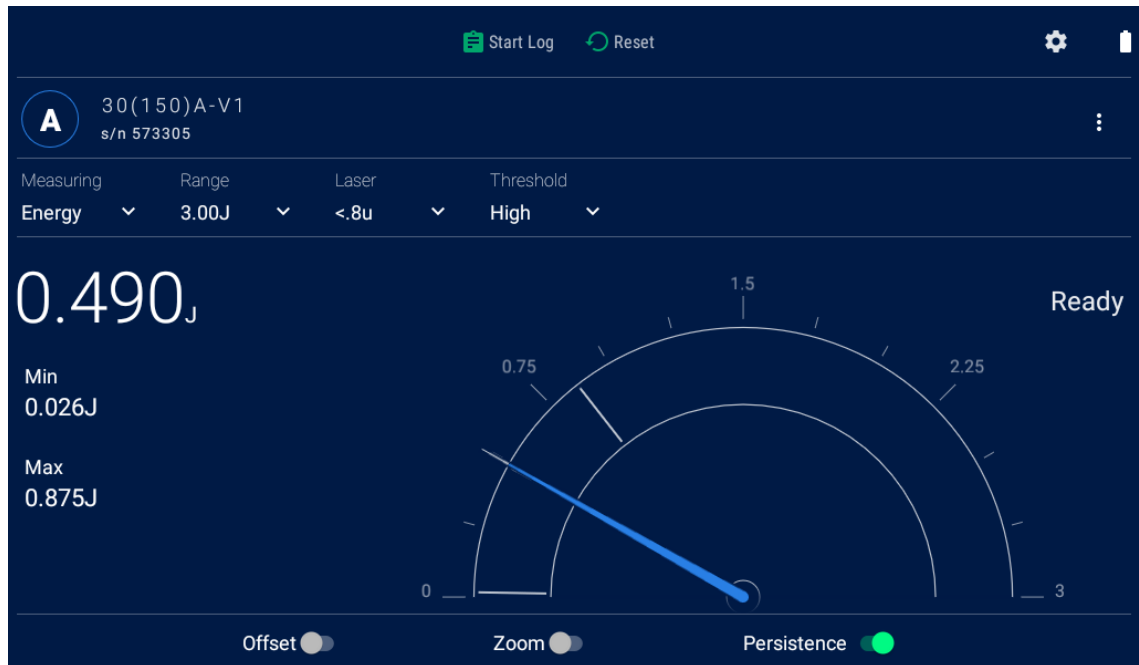 Start Log Reset
A
30(150)A-V1
s/n 573305
Measuring Range Laser Threshold
Energy 3.00J <.8u High
0.490J
Ready
Min
0.026J
Max
0.875J
0 0.75 1.5 2.25 3
Offset Zoom Persistence